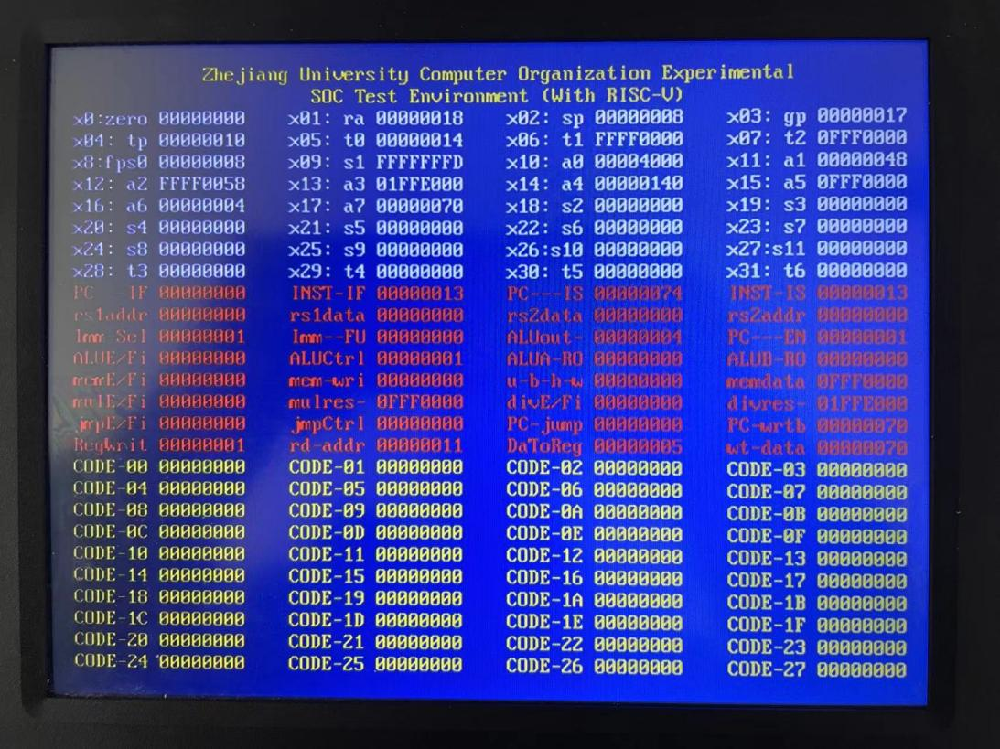 Zhejiang University Computer Organization Experimental
SOC Test Environment (With RISC-V)
x0:zero 00000000 x01: ra 00000018 x02: sp 00000008 x03: gp 00000017
x04: tp 00000010 x05: t0 00000014 x06: t1 FFFF0000 x07: t2 0FFF0000
x8:fps0 00000008 x09: s1 FFFFFFFD x10: a0 00004000 x11: a1 00000048
x12: a2 FFFF0058 x13: a3 01FFE000 x14: a4 00000140 x15: a5 0FFF0000
x16: a6 00000004 x17: a7 00000070 x18: s2 00000000 x19: s3 00000000
x20: s4 00000000 x21: s5 00000000 x22: s6 00000000 x23: s7 00000000
x24: s8 00000000 x25: s9 00000000 x26:s10 00000000 x27:s11 00000000
x28: t3 00000000 x29: t4 00000000 x30: t5 00000000 x31: t6 00000000
PC---IF 00000000 INST-IF 00000013 PC---IS 00000074 INST-IS 00000013
rs1addr 00000000 rs1data 00000000 rs2data 00000000 rs2addr 00000000
Imm-Sel 00000001 Imm--FU 00000000 ALUout- 00000004 PC---EN 00000001
ALUE/Fi 00000000 ALUCtrl 00000001 ALUA-RO 00000000 ALUB-RO 00000000
memE/Fi 00000000 mem-wri 00000000 u-b-h-w 00000000 memdata 0FFF0000
mulE/Fi 00000000 mulres- 0FFF0000 divE/Fi 00000000 divres- 01FFE000
jmpE/Fi 00000000 jmpCtrl 00000000 PC-jump 00000000 PC-wrtb 00000070
RegWrit 00000001 rd-addr 00000011 DaToReg 00000005 wt-data 00000070
CODE-00 00000000 CODE-01 00000000 CODE-02 00000000 CODE-03 00000000
CODE-04 00000000 CODE-05 00000000 CODE-06 00000000 CODE-07 00000000
CODE-08 00000000 CODE-09 00000000 CODE-0A 00000000 CODE-0B 00000000
CODE-0C 00000000 CODE-0D 00000000 CODE-0E 00000000 CODE-0F 00000000
CODE-10 00000000 CODE-11 00000000 CODE-12 00000000 CODE-13 00000000
CODE-14 00000000 CODE-15 00000000 CODE-16 00000000 CODE-17 00000000
CODE-18 00000000 CODE-19 00000000 CODE-1A 00000000 CODE-1B 00000000
CODE-1C 00000000 CODE-1D 00000000 CODE-1E 00000000 CODE-1F 00000000
CODE-20 00000000 CODE-21 00000000 CODE-22 00000000 CODE-23 00000000
CODE-24 00000000 CODE-25 00000000 CODE-26 00000000 CODE-27 00000000